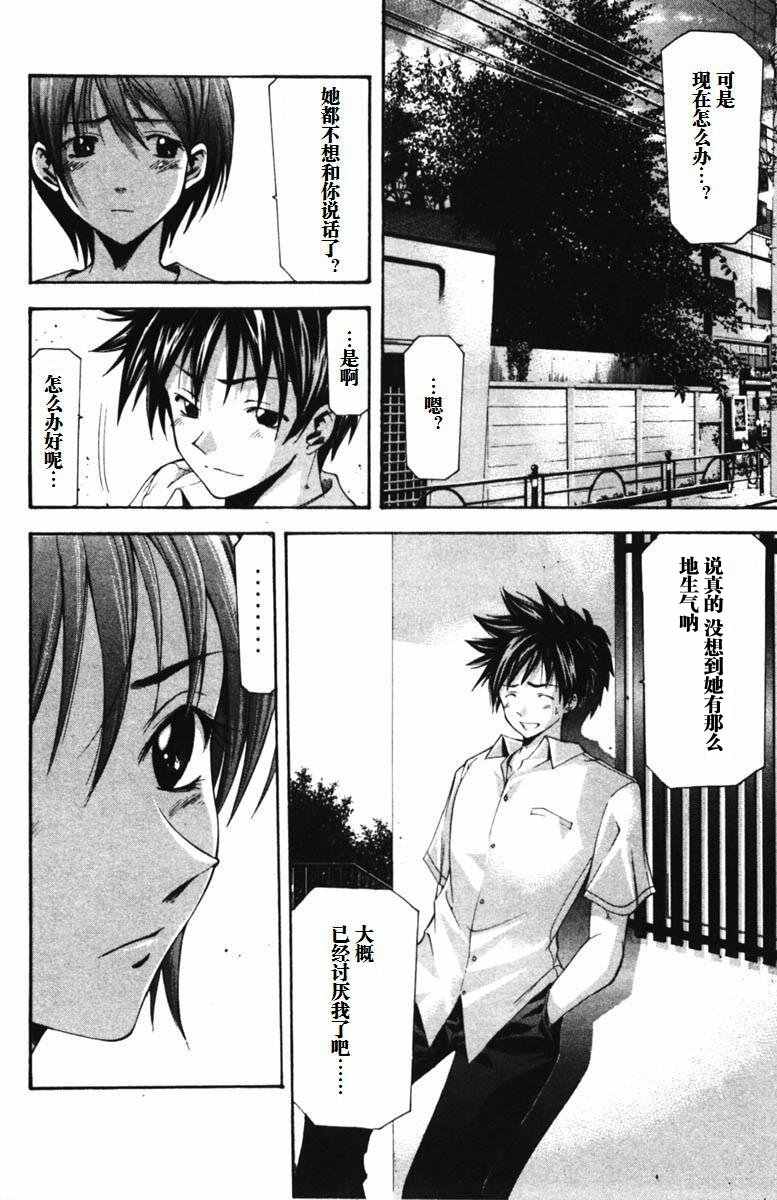 可是
现在怎么办…?
…嗯?
她都不想和你说话了?
…是啊
怎么办好呢…
说真的 没想到她有那么
地生气呐
大概
已经讨厌我了吧……
………